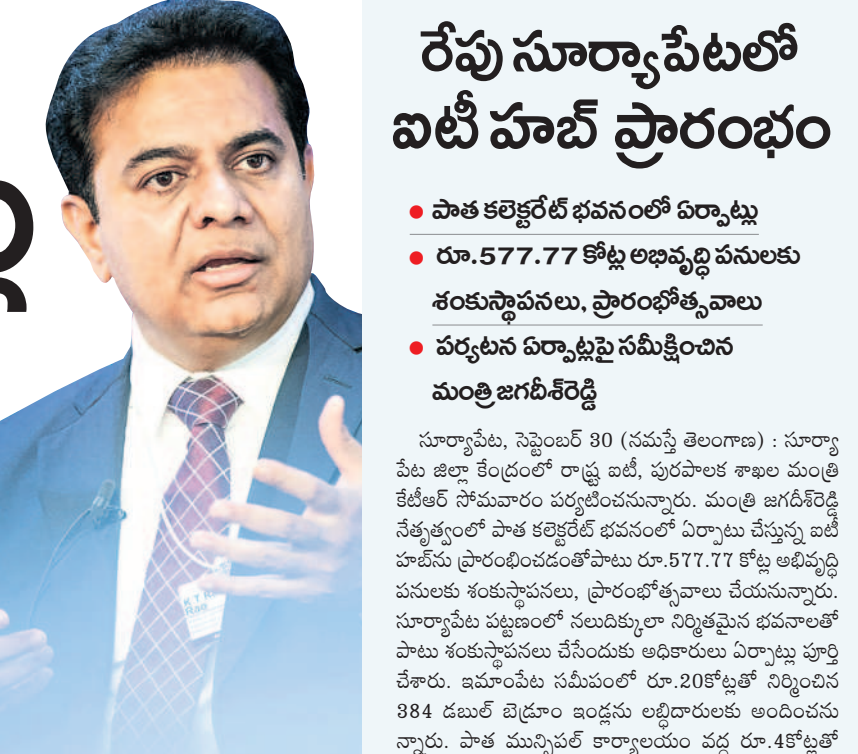 రేపు సూర్యాపేటలో
ఐటీ హబ్ ప్రారంభం
● పాత కలెక్టరేట్ భవనంలో ఏర్పాట్లు
● రూ.577.77 కోట్ల అభివృద్ధి పనులకు
శంకుస్థాపనలు, ప్రారంభోత్సవాలు
● పర్యటన ఏర్పాట్లపై సమీక్షించిన
మంత్రి జగదీశ్‌రెడ్డి
సూర్యాపేట, సెప్టెంబర్ 30 (నమస్తే తెలంగాణ) : సూర్యా
పేట జిల్లా కేంద్రంలో రాష్ట్ర ఐటీ, పురపాలక శాఖల మంత్రి
కేటీఆర్ సోమవారం పర్యటించనున్నారు. మంత్రి జగదీశ్‌రెడ్డి
నేతృత్వంలో పాత కలెక్టరేట్ భవనంలో ఏర్పాటు చేస్తున్న ఐటీ
హబ్‌ను ప్రారంభించడంతోపాటు రూ.577.77 కోట్ల అభివృద్ధి
పనులకు శంకుస్థాపనలు, ప్రారంభోత్సవాలు చేయనున్నారు.
సూర్యాపేట పట్టణంలో నలుదిక్కులా నిర్మితమైన భవనాలతో
పాటు శంకుస్థాపనలు చేసేందుకు అధికారులు ఏర్పాట్లు పూర్తి
చేశారు. ఇమాంపేట సమీపంలో రూ.20కోట్లతో నిర్మించిన
384 డబుల్ బెడ్రూం ఇండ్లను లబ్ధిదారులకు అందించను
న్నారు. పాత మున్సిపల్ కార్యాలయం వద్ద రూ.4కోట్లతో
K T R
Rao